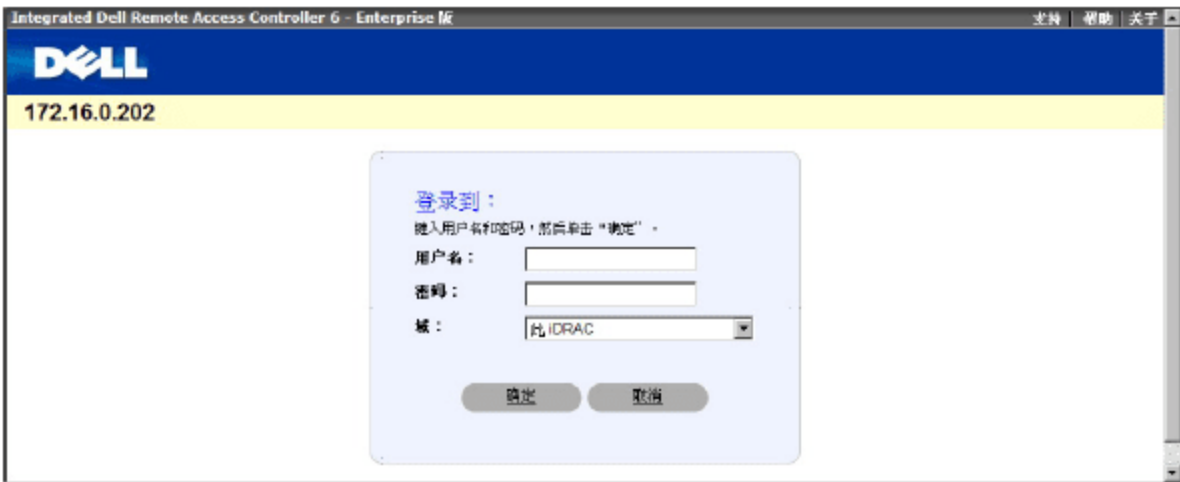 Integrated Dell Remote Access Controller 6 - Enterprise 版
支持 | 帮助 | 关于
DELL
172.16.0.202
登录到：
键入用户名和密码，然后单击“确定”。
用户名：
密码：
域：
此 iDRAC
确定
取消